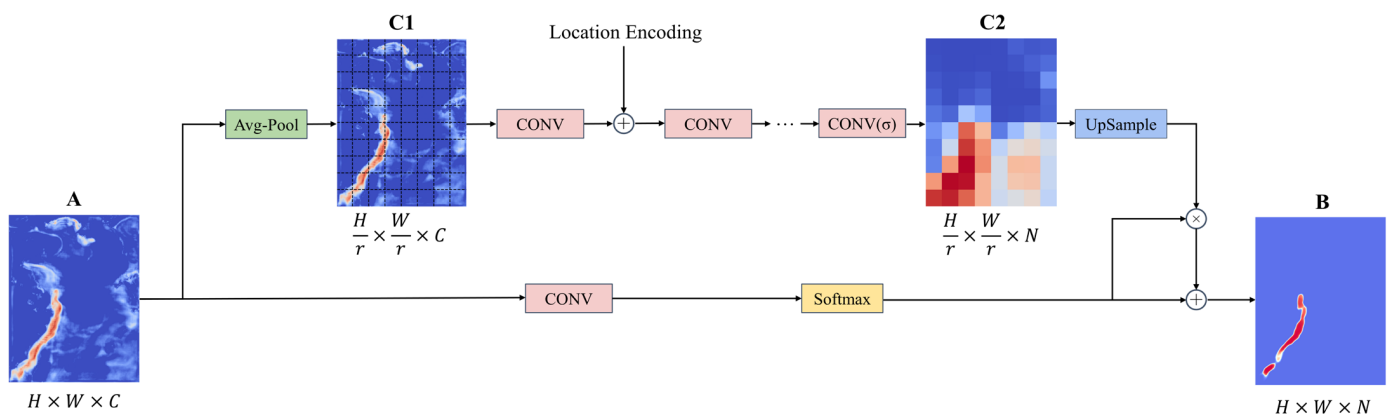 C1
C2
Location Encoding
Avg-Pool
CONV
+
CONV
...
CONV(σ)
UpSample
H/r × W/r × C
H/r × W/r × N
A
B
×
CONV
Softmax
+
H × W × C
H × W × N